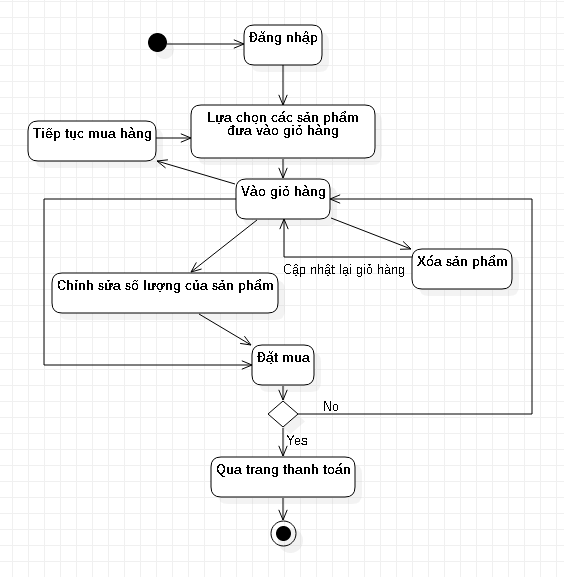 Đăng nhập
Lựa chọn các sản phẩm
đưa vào giỏ hàng
Tiếp tục mua hàng
Vào giỏ hàng
Xóa sản phẩm
Cập nhật lại giỏ hàng
Chỉnh sửa số lượng của sản phẩm
Đặt mua
No
Yes
Qua trang thanh toán